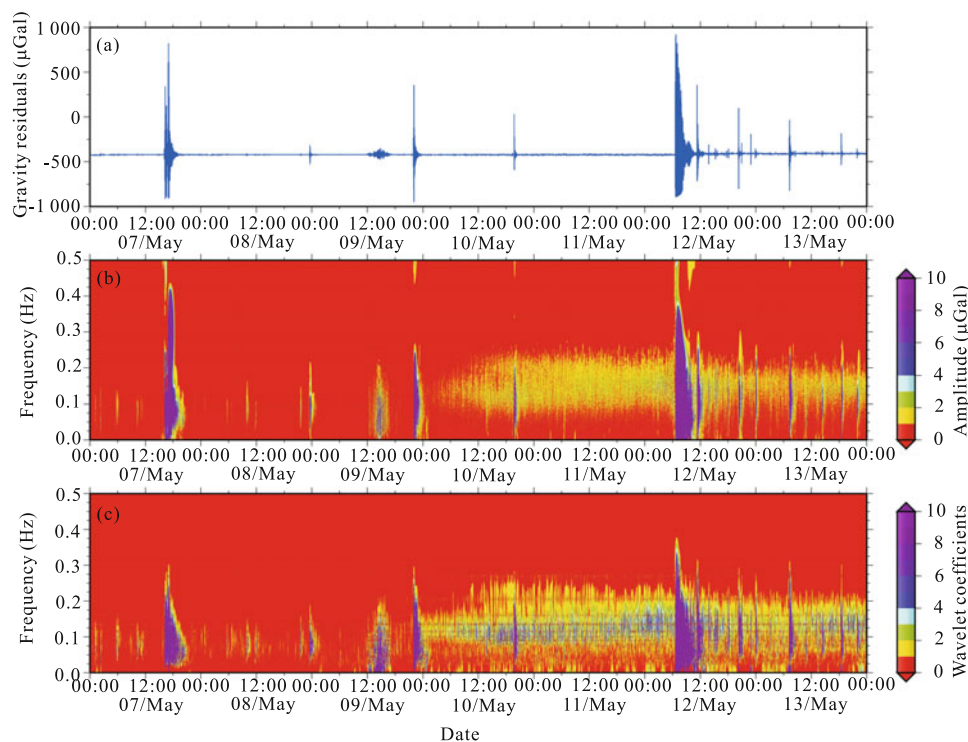 1 000
(a)
500
0
-500
-1 000
Gravity residuals (μGal)
00:00 12:00 00:00 12:00 00:00 12:00 00:00 12:00 00:00 12:00 00:00 12:00 00:00 12:00 00:00
07/May 08/May 09/May 10/May 11/May 12/May 13/May
0.5
(b)
0.4
0.3
0.2
0.1
0.0
Frequency (Hz)
10
8
6
4
2
0
Amplitude (μGal)
00:00 12:00 00:00 12:00 00:00 12:00 00:00 12:00 00:00 12:00 00:00 12:00 00:00 12:00 00:00
07/May 08/May 09/May 10/May 11/May 12/May 13/May
0.5
(c)
0.4
0.3
0.2
0.1
0.0
Frequency (Hz)
10
8
6
4
2
0
Wavelet coefficients
00:00 12:00 00:00 12:00 00:00 12:00 00:00 12:00 00:00 12:00 00:00 12:00 00:00 12:00 00:00
07/May 08/May 09/May 10/May 11/May 12/May 13/May
Date